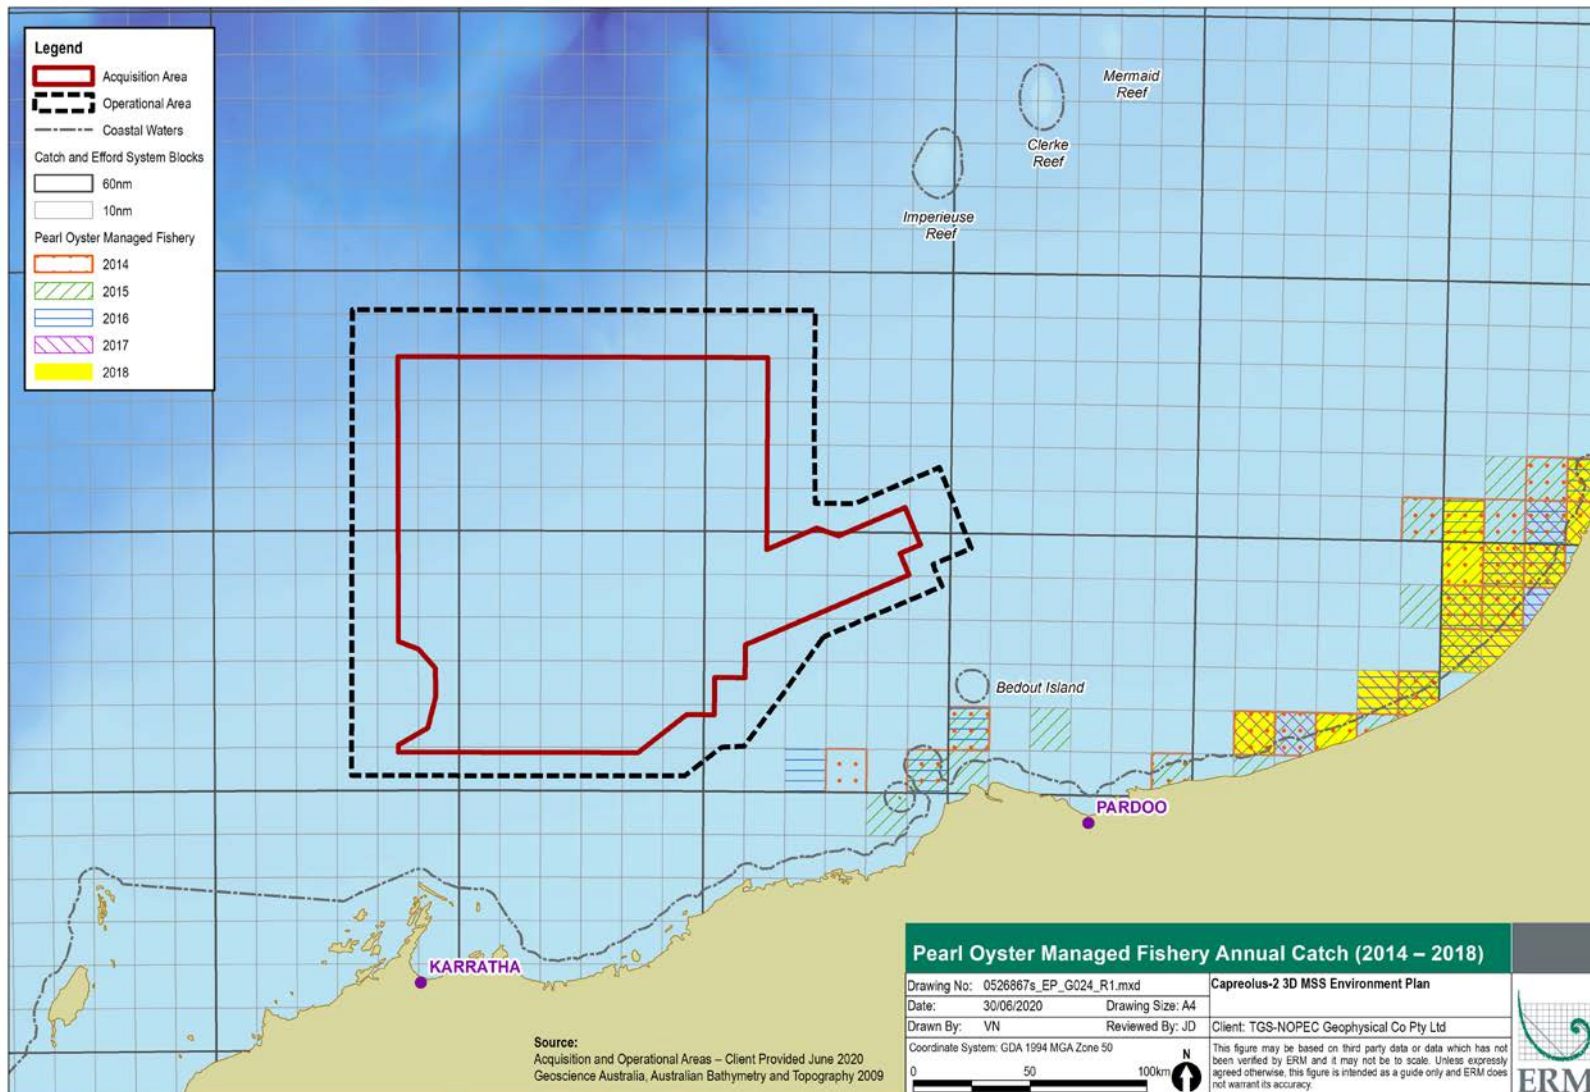 Legend
Acquisition Area
Operational Area
Coastal Waters
Catch and Efford System Blocks
60nm
10nm
Pearl Oyster Managed Fishery
2014
2015
2016
2017
2018
Mermaid
Reef
Clerke
Reef
Imperieuse
Reef
Bedout Island
PARDOO
KARRATHA
Source:
Acquisition and Operational Areas – Client Provided June 2020
Geoscience Australia, Australian Bathymetry and Topography 2009
Pearl Oyster Managed Fishery Annual Catch (2014 – 2018)
Drawing No: 0526867s_EP_G024_R1.mxd
Capreolus-2 3D MSS Environment Plan
Date: 30/06/2020 Drawing Size: A4
Drawn By: VN Reviewed By: JD
Client: TGS-NOPEC Geophysical Co Pty Ltd
Coordinate System: GDA 1994 MGA Zone 50
N
0 50 100km
This figure may be based on third party data or data which has not
been verified by ERM and it may not be to scale. Unless expressly
agreed otherwise, this figure is intended as a guide only and ERM does
not warrant its accuracy.
ERM